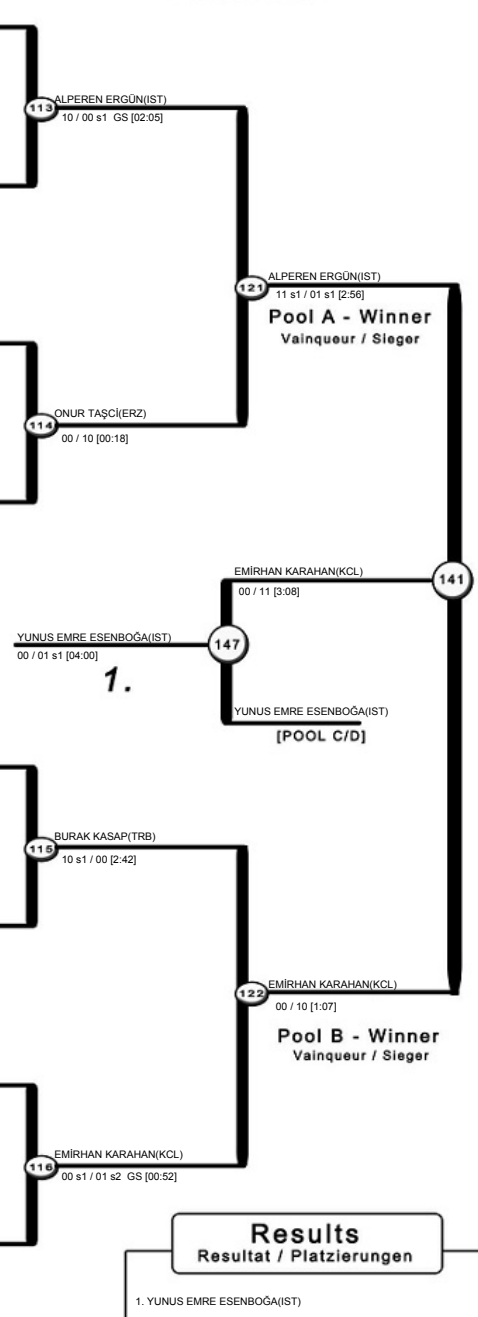 113
ALPEREN ERGÜN(IST)
10 / 00 s1 GS [02:05]
121
ALPEREN ERGÜN(IST)
11 s1 / 01 s1 [2:56]
Pool A - Winner
Vainqueur / Sieger
114
ONUR TAŞCİ(ERZ)
00 / 10 [00:18]
EMİRHAN KARAHAN(KCL)
00 / 11 [3:08]
141
YUNUS EMRE ESENBOĞA(IST)
00 / 01 s1 [04:00]
147
1.
YUNUS EMRE ESENBOĞA(IST)
[POOL C/D]
115
BURAK KASAP(TRB)
10 s1 / 00 [2:42]
122
EMİRHAN KARAHAN(KCL)
00 / 10 [1:07]
Pool B - Winner
Vainqueur / Sieger
116
EMİRHAN KARAHAN(KCL)
00 s1 / 01 s2 GS [00:52]
Results
Resultat / Platzierungen
1. YUNUS EMRE ESENBOĞA(IST)